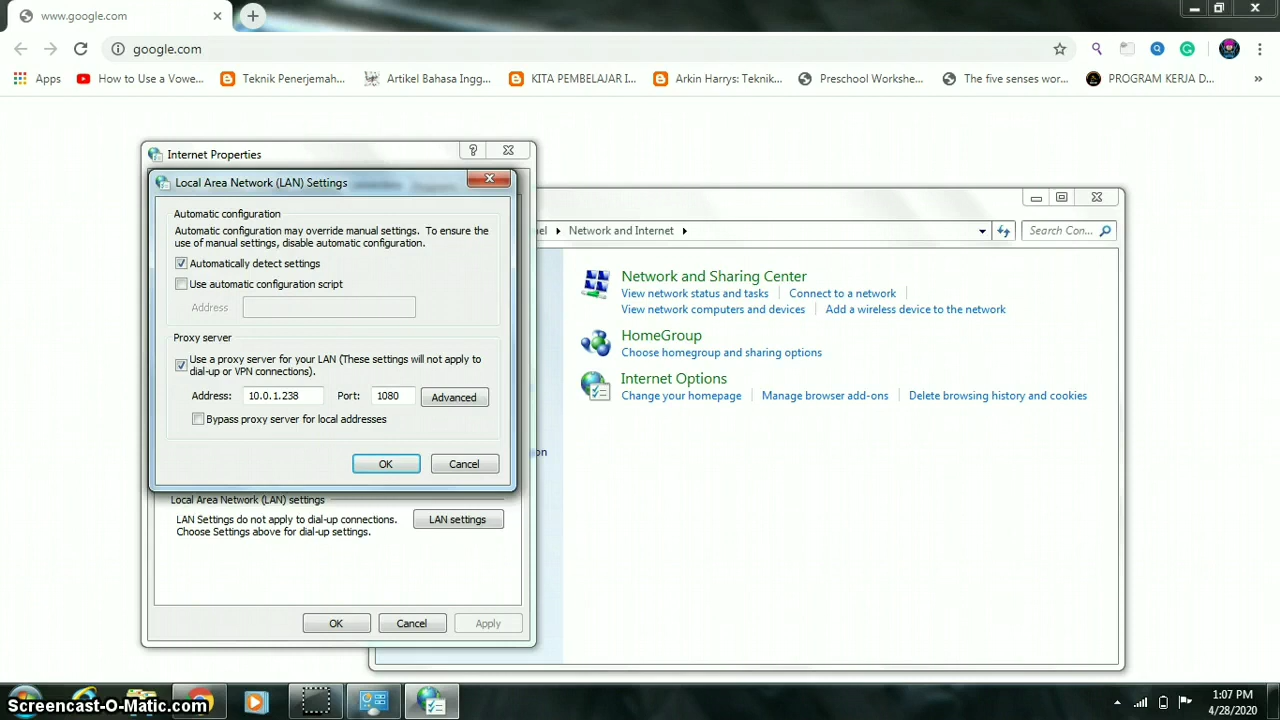 www.google.com
google.com
Apps
How to Use a Vowe...
Teknik Penerjemah...
Artikel Bahasa Ingg...
KITA PEMBELAJAR I...
Arkin Harrys: Teknik...
Preschool Workshe...
The five senses wor...
PROGRAM KERJA D...
»
Internet Properties
Local Area Network (LAN) Settings
Automatic configuration
Automatic configuration may override manual settings. To ensure the
use of manual settings, disable automatic configuration.
Automatically detect settings
Use automatic configuration script
Address
Proxy server
Use a proxy server for your LAN (These settings will not apply to
dial-up or VPN connections).
Address: 10.0.1.238 Port: 1080 Advanced
Bypass proxy server for local addresses
OK Cancel
Local Area Network (LAN) settings
LAN Settings do not apply to dial-up connections.
Choose Settings above for dial-up settings.
LAN settings
OK Cancel Apply
Network and Internet
Search Con...
Network and Sharing Center
View network status and tasks
Connect to a network
View network computers and devices
Add a wireless device to the network
HomeGroup
Choose homegroup and sharing options
Internet Options
Change your homepage
Manage browser add-ons
Delete browsing history and cookies
Screencast-O-Matic.com
1:07 PM
4/28/2020